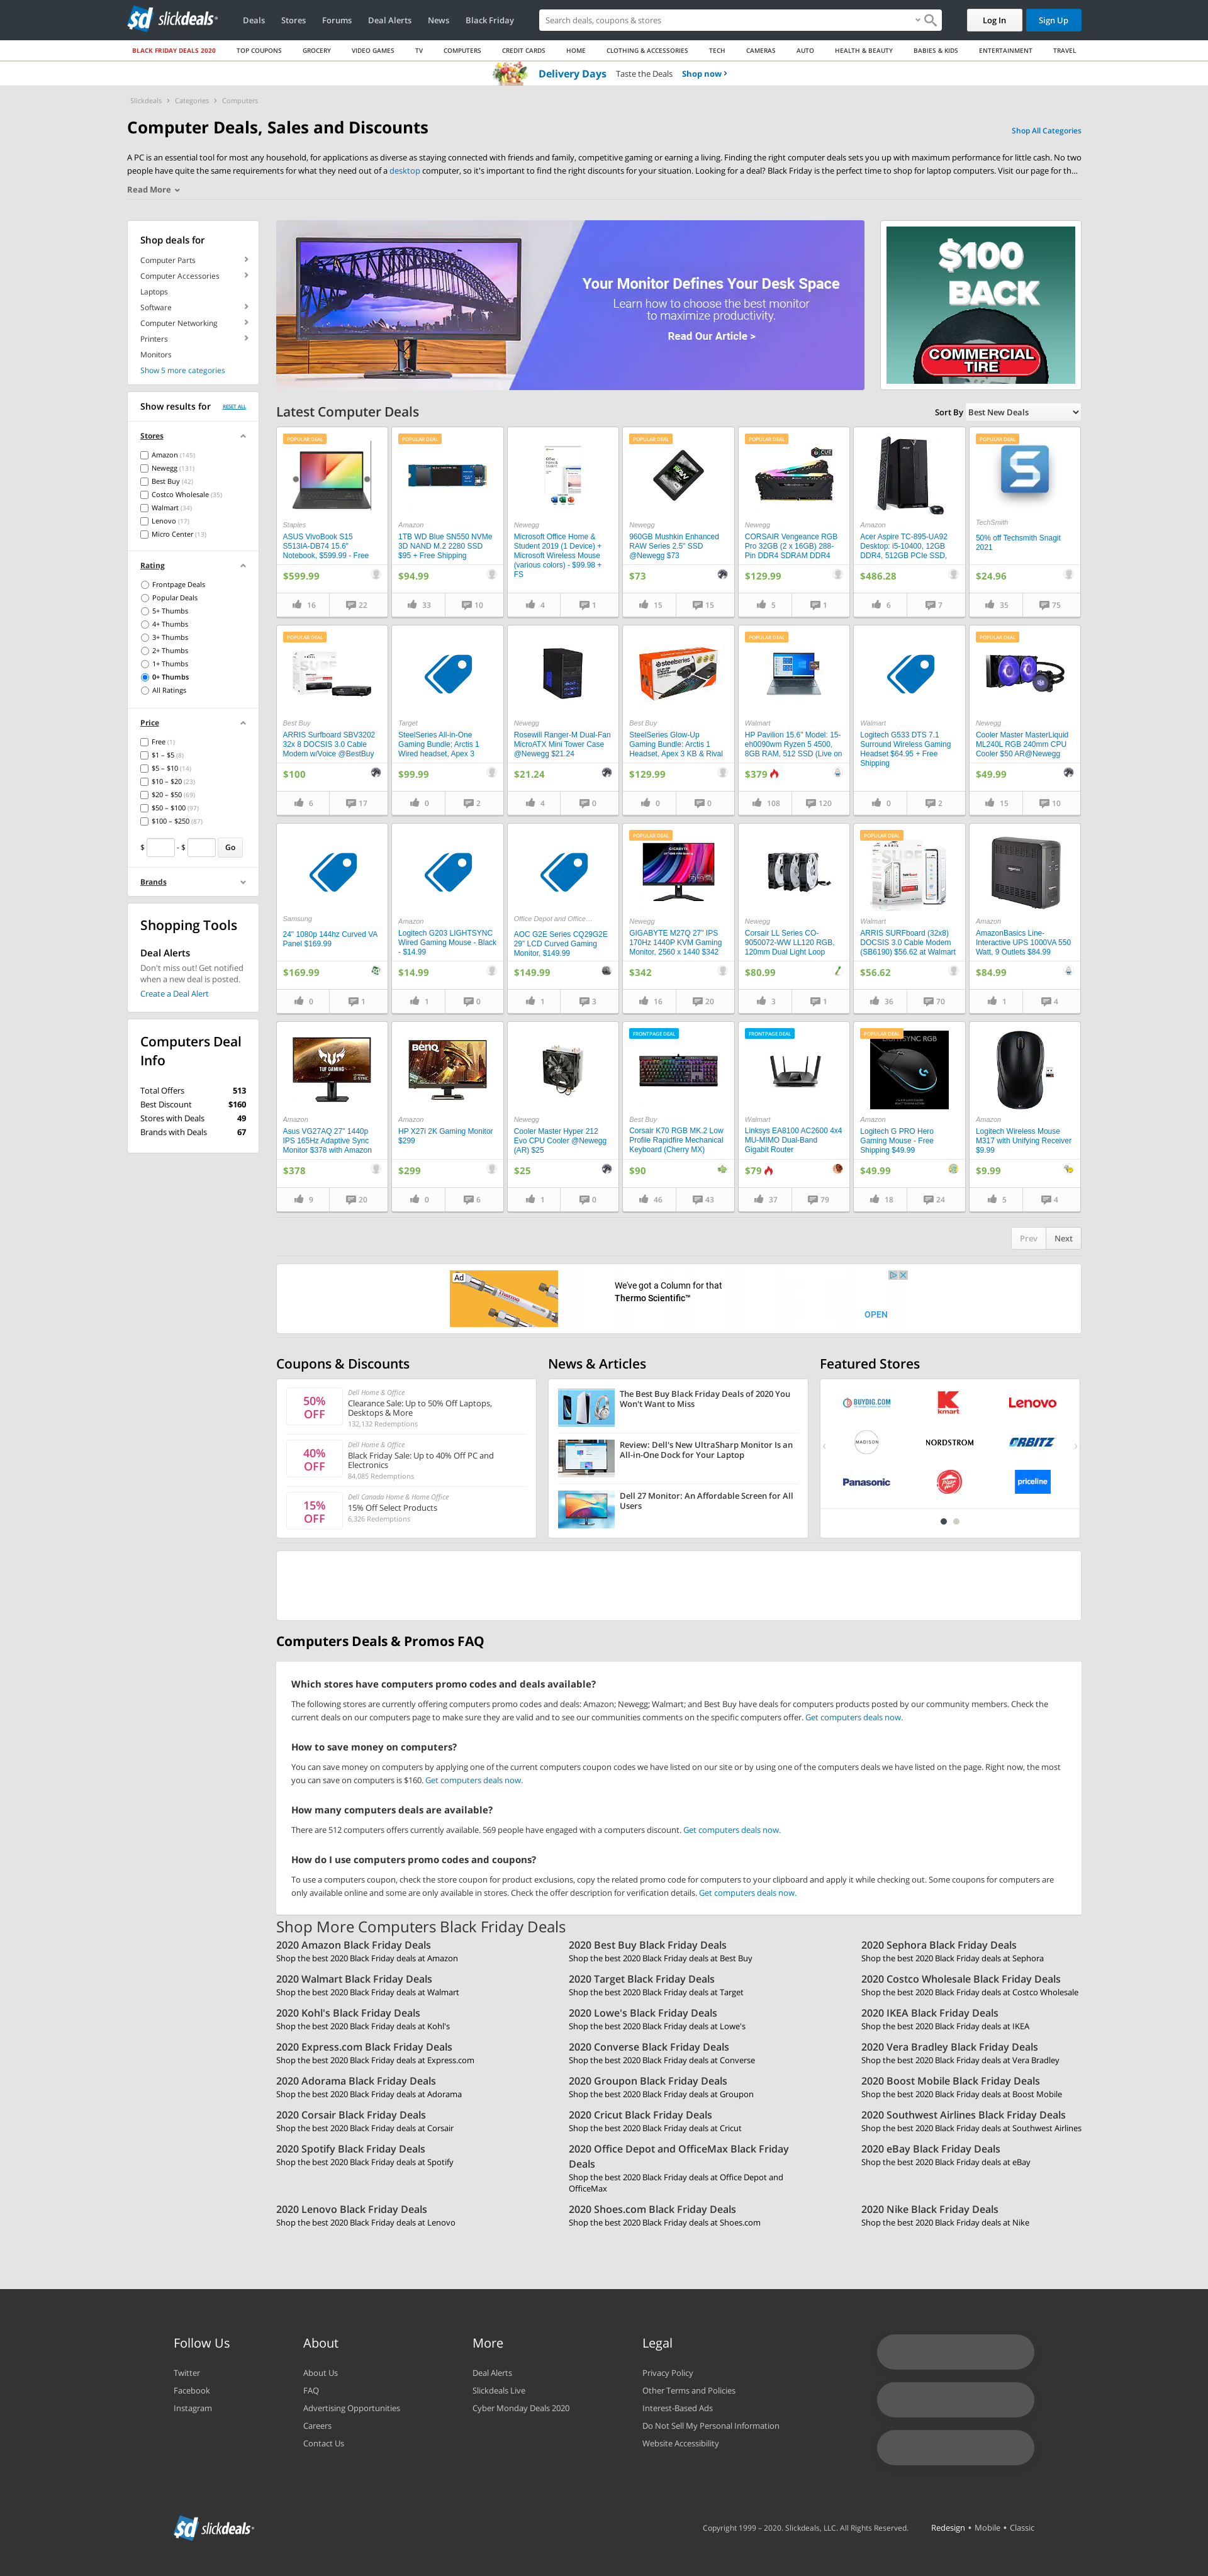 slickdeals
Deals
Stores
Forums
Deal Alerts
News
Black Friday
Search deals, coupons & stores
Log In
Sign Up
BLACK FRIDAY DEALS 2020
TOP COUPONS
GROCERY
VIDEO GAMES
TV
COMPUTERS
CREDIT CARDS
HOME
CLOTHING & ACCESSORIES
TECH
CAMERAS
AUTO
HEALTH & BEAUTY
BABIES & KIDS
ENTERTAINMENT
TRAVEL
Delivery Days Taste the Deals Shop now ›
Slickdeals › Categories › Computers
Computer Deals, Sales and Discounts
Shop All Categories
A PC is an essential tool for most any household, for applications as diverse as staying connected with friends and family, competitive gaming or earning a living. Finding the right computer deals sets you up with maximum performance for little cash. No two
people have quite the same requirements for what they need out of a desktop computer, so it's important to find the right discounts for your situation. Looking for a deal? Black Friday is the perfect time to shop for laptop computers. Visit our page for th...
Read More
Shop deals for
Computer Parts
Computer Accessories
Laptops
Software
Computer Networking
Printers
Monitors
Show 5 more categories
Show results for RESET ALL
Stores
Amazon (145)
Newegg (131)
Best Buy (42)
Costco Wholesale (35)
Walmart (34)
Lenovo (17)
Micro Center (13)
Rating
Frontpage Deals
Popular Deals
5+ Thumbs
4+ Thumbs
3+ Thumbs
2+ Thumbs
1+ Thumbs
0+ Thumbs
All Ratings
Price
Free (1)
$1 – $5 (8)
$5 – $10 (14)
$10 – $20 (23)
$20 – $50 (69)
$50 – $100 (97)
$100 – $250 (87)
$ - $ Go
Brands
Shopping Tools
Deal Alerts
Don't miss out! Get notified
when a new deal is posted.
Create a Deal Alert
Computers Deal
Info
Total Offers 513
Best Discount $160
Stores with Deals 49
Brands with Deals 67
Your Monitor Defines Your Desk Space
Learn how to choose the best monitor
to maximize productivity.
Read Our Article >
$100
BACK
COMMERCIAL
TIRE
Latest Computer Deals
Sort By Best New Deals
POPULAR DEAL
Staples
ASUS VivoBook S15
S513IA-DB74 15.6"
Notebook, $599.99 - Free
$599.99
16 22
POPULAR DEAL
Amazon
1TB WD Blue SN550 NVMe
3D NAND M.2 2280 SSD
$95 + Free Shipping
$94.99
33 10
Newegg
Microsoft Office Home &
Student 2019 (1 Device) +
Microsoft Wireless Mouse
(various colors) - $99.98 +
FS
4 1
POPULAR DEAL
Newegg
960GB Mushkin Enhanced
RAW Series 2.5" SSD
@Newegg $73
$73
15 15
POPULAR DEAL
Newegg
CORSAIR Vengeance RGB
Pro 32GB (2 x 16GB) 288-
Pin DDR4 SDRAM DDR4
$129.99
5 1
Amazon
Acer Aspire TC-895-UA92
Desktop: i5-10400, 12GB
DDR4, 512GB PCIe SSD,
$486.28
6 7
POPULAR DEAL
TechSmith
50% off Techsmith Snagit
2021
$24.96
35 75
POPULAR DEAL
Best Buy
ARRIS Surfboard SBV3202
32x 8 DOCSIS 3.0 Cable
Modem w/Voice @BestBuy
$100
6 17
Target
SteelSeries All-in-One
Gaming Bundle; Arctis 1
Wired headset, Apex 3
$99.99
0 2
Newegg
Rosewill Ranger-M Dual-Fan
MicroATX Mini Tower Case
@Newegg $21.24
$21.24
4 0
steelseries
Best Buy
SteelSeries Glow-Up
Gaming Bundle: Arctis 1
Headset, Apex 3 KB & Rival
$129.99
0 0
POPULAR DEAL
Walmart
HP Pavilion 15.6" Model: 15-
eh0090wm Ryzen 5 4500,
8GB RAM, 512 SSD (Live on
$379
108 120
Walmart
Logitech G533 DTS 7.1
Surround Wireless Gaming
Headset $64.95 + Free
Shipping
0 2
POPULAR DEAL
Newegg
Cooler Master MasterLiquid
ML240L RGB 240mm CPU
Cooler $50 AR@Newegg
$49.99
15 10
Samsung
24" 1080p 144hz Curved VA
Panel $169.99
$169.99
0 1
Amazon
Logitech G203 LIGHTSYNC
Wired Gaming Mouse - Black
- $14.99
$14.99
1 0
Office Depot and Office...
AOC G2E Series CQ29G2E
29" LCD Curved Gaming
Monitor, $149.99
$149.99
1 3
POPULAR DEAL
Newegg
GIGABYTE M27Q 27" IPS
170Hz 1440P KVM Gaming
Monitor, 2560 x 1440 $342
$342
16 20
Newegg
Corsair LL Series CO-
9050072-WW LL120 RGB,
120mm Dual Light Loop
$80.99
3 1
POPULAR DEAL
Walmart
ARRIS SURFboard (32x8)
DOCSIS 3.0 Cable Modem
(SB6190) $56.62 at Walmart
$56.62
36 70
Amazon
AmazonBasics Line-
Interactive UPS 1000VA 550
Watt, 9 Outlets $84.99
$84.99
1 4
TUF GAMING
Amazon
Asus VG27AQ 27" 1440p
IPS 165Hz Adaptive Sync
Monitor $378 with Amazon
$378
9 20
BenQ
Amazon
HP X27i 2K Gaming Monitor
$299
$299
0 6
Newegg
Cooler Master Hyper 212
Evo CPU Cooler @Newegg
(AR) $25
$25
1 0
FRONTPAGE DEAL
Best Buy
Corsair K70 RGB MK.2 Low
Profile Rapidfire Mechanical
Keyboard (Cherry MX)
$90
46 43
FRONTPAGE DEAL
Walmart
Linksys EA8100 AC2600 4x4
MU-MIMO Dual-Band
Gigabit Router
$79
37 79
POPULAR DEAL
Amazon
Logitech G PRO Hero
Gaming Mouse - Free
Shipping $49.99
$49.99
18 24
Amazon
Logitech Wireless Mouse
M317 with Unifying Receiver
$9.99
$9.99
5 4
Prev Next
Ad
We've got a Column for that
Thermo Scientific™
OPEN
Coupons & Discounts
50%
OFF
Dell Home & Office
Clearance Sale: Up to 50% Off Laptops,
Desktops & More
132,132 Redemptions
40%
OFF
Dell Home & Office
Black Friday Sale: Up to 40% Off PC and
Electronics
84,085 Redemptions
15%
OFF
Dell Canada Home & Home Office
15% Off Select Products
6,326 Redemptions
News & Articles
The Best Buy Black Friday Deals of 2020 You
Won't Want to Miss
Review: Dell's New UltraSharp Monitor Is an
All-in-One Dock for Your Laptop
Dell 27 Monitor: An Affordable Screen for All
Users
Featured Stores
BUYDIG.COM
kmart
Lenovo
MADISON
NORDSTROM
ORBITZ
Panasonic
priceline
Computers Deals & Promos FAQ
Which stores have computers promo codes and deals available?
The following stores are currently offering computers promo codes and deals: Amazon; Newegg; Walmart; and Best Buy have deals for computers products posted by our community members. Check the
current deals on our computers page to make sure they are valid and to see our communities comments on the specific computers offer. Get computers deals now.
How to save money on computers?
You can save money on computers by applying one of the current computers coupon codes we have listed on our site or by using one of the computers deals we have listed on the page. Right now, the most
you can save on computers is $160. Get computers deals now.
How many computers deals are available?
There are 512 computers offers currently available. 569 people have engaged with a computers discount. Get computers deals now.
How do I use computers promo codes and coupons?
To use a computers coupon, check the store coupon for product exclusions, copy the related promo code for computers to your clipboard and apply it while checking out. Some coupons for computers are
only available online and some are only available in stores. Check the offer description for verification details. Get computers deals now.
Shop More Computers Black Friday Deals
2020 Amazon Black Friday Deals
Shop the best 2020 Black Friday deals at Amazon
2020 Best Buy Black Friday Deals
Shop the best 2020 Black Friday deals at Best Buy
2020 Sephora Black Friday Deals
Shop the best 2020 Black Friday deals at Sephora
2020 Walmart Black Friday Deals
Shop the best 2020 Black Friday deals at Walmart
2020 Target Black Friday Deals
Shop the best 2020 Black Friday deals at Target
2020 Costco Wholesale Black Friday Deals
Shop the best 2020 Black Friday deals at Costco Wholesale
2020 Kohl's Black Friday Deals
Shop the best 2020 Black Friday deals at Kohl's
2020 Lowe's Black Friday Deals
Shop the best 2020 Black Friday deals at Lowe's
2020 IKEA Black Friday Deals
Shop the best 2020 Black Friday deals at IKEA
2020 Express.com Black Friday Deals
Shop the best 2020 Black Friday deals at Express.com
2020 Converse Black Friday Deals
Shop the best 2020 Black Friday deals at Converse
2020 Vera Bradley Black Friday Deals
Shop the best 2020 Black Friday deals at Vera Bradley
2020 Adorama Black Friday Deals
Shop the best 2020 Black Friday deals at Adorama
2020 Groupon Black Friday Deals
Shop the best 2020 Black Friday deals at Groupon
2020 Boost Mobile Black Friday Deals
Shop the best 2020 Black Friday deals at Boost Mobile
2020 Corsair Black Friday Deals
Shop the best 2020 Black Friday deals at Corsair
2020 Cricut Black Friday Deals
Shop the best 2020 Black Friday deals at Cricut
2020 Southwest Airlines Black Friday Deals
Shop the best 2020 Black Friday deals at Southwest Airlines
2020 Spotify Black Friday Deals
Shop the best 2020 Black Friday deals at Spotify
2020 Office Depot and OfficeMax Black Friday
Deals
Shop the best 2020 Black Friday deals at Office Depot and
OfficeMax
2020 eBay Black Friday Deals
Shop the best 2020 Black Friday deals at eBay
2020 Lenovo Black Friday Deals
Shop the best 2020 Black Friday deals at Lenovo
2020 Shoes.com Black Friday Deals
Shop the best 2020 Black Friday deals at Shoes.com
2020 Nike Black Friday Deals
Shop the best 2020 Black Friday deals at Nike
Follow Us
Twitter
Facebook
Instagram
About
About Us
FAQ
Advertising Opportunities
Careers
Contact Us
More
Deal Alerts
Slickdeals Live
Cyber Monday Deals 2020
Legal
Privacy Policy
Other Terms and Policies
Interest-Based Ads
Do Not Sell My Personal Information
Website Accessibility
slickdeals
Copyright 1999 – 2020. Slickdeals, LLC. All Rights Reserved.
Redesign • Mobile • Classic